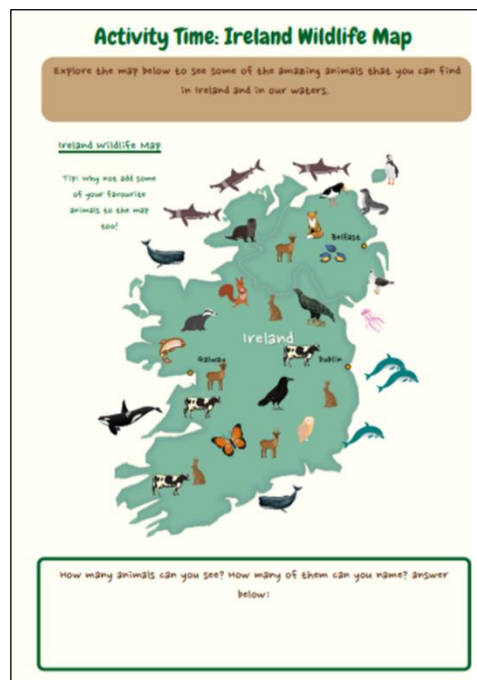 Activity Time: Ireland Wildlife Map
Explore the map below to see some of the amazing animals that you can find
in Ireland and in our waters.
Ireland Wildlife Map
Tip: Why not add some
of your favourite
animals to the map
too!
Belfast
Ireland
Galway
Dublin
How many animals can you see? How many of them can you name? answer
below: